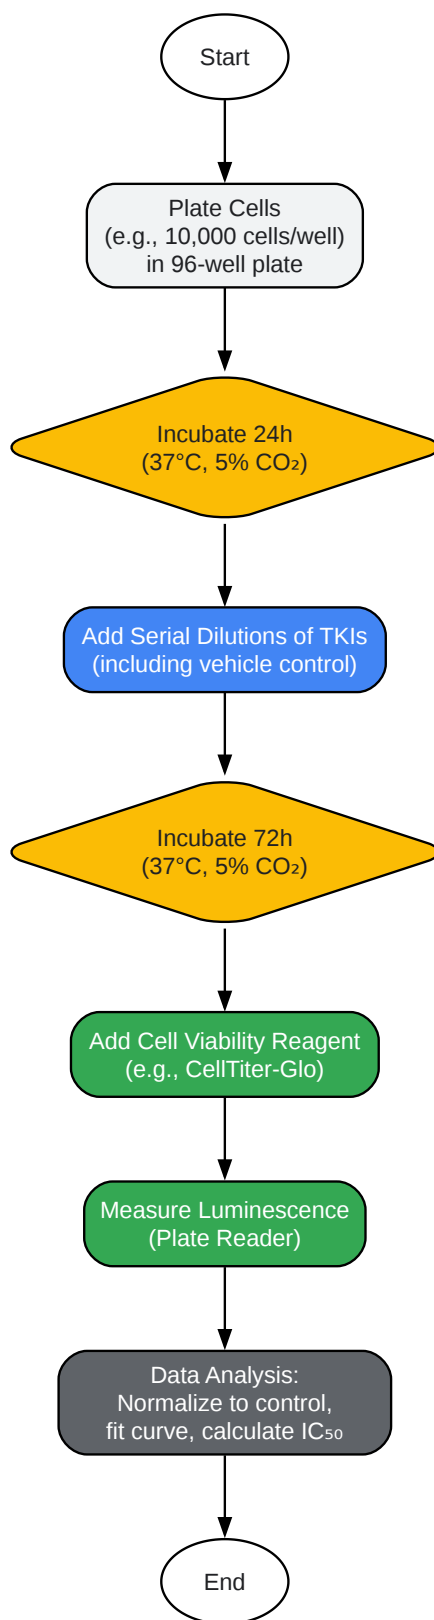 Start
Plate Cells
(e.g., 10,000 cells/well)
in 96-well plate
Incubate 24h
(37°C, 5% CO₂)
Add Serial Dilutions of TKIs
(including vehicle control)
Incubate 72h
(37°C, 5% CO₂)
Add Cell Viability Reagent
(e.g., CellTiter-Glo)
Measure Luminescence
(Plate Reader)
Data Analysis:
Normalize to control,
fit curve, calculate IC₅₀
End